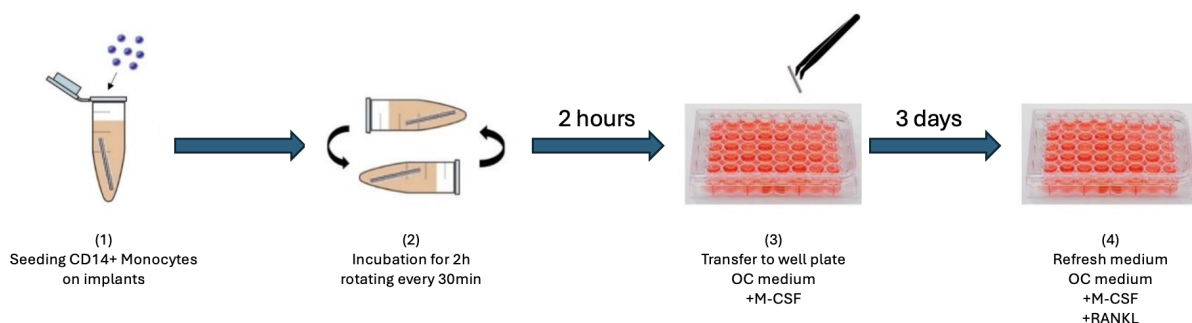 2 hours
3 days
(1)
Seeding CD14+ Monocytes
on implants
(2)
Incubation for 2h
rotating every 30min
(3)
Transfer to well plate
OC medium
+M-CSF
(4)
Refresh medium
OC medium
+M-CSF
+RANKL